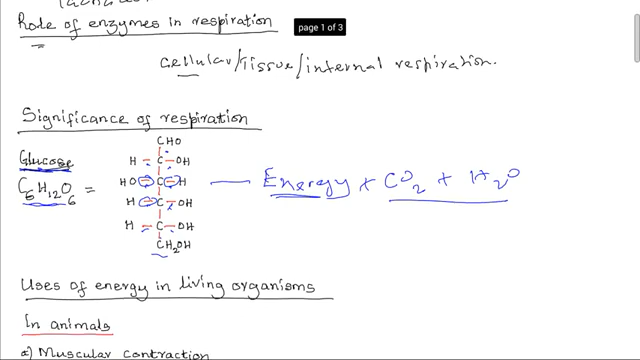 Role of enzymes in respiration
page 1 of 3
Cellular/Tissue/internal respiration.
Significance of respiration
CHO
Glucose
H - C - OH
C6H12O6 =
HO - C - H
Energy + CO2 + H2O
H - C - OH
H - C - OH
CH2OH
Uses of energy in living organisms
In animals
a) Muscular contraction